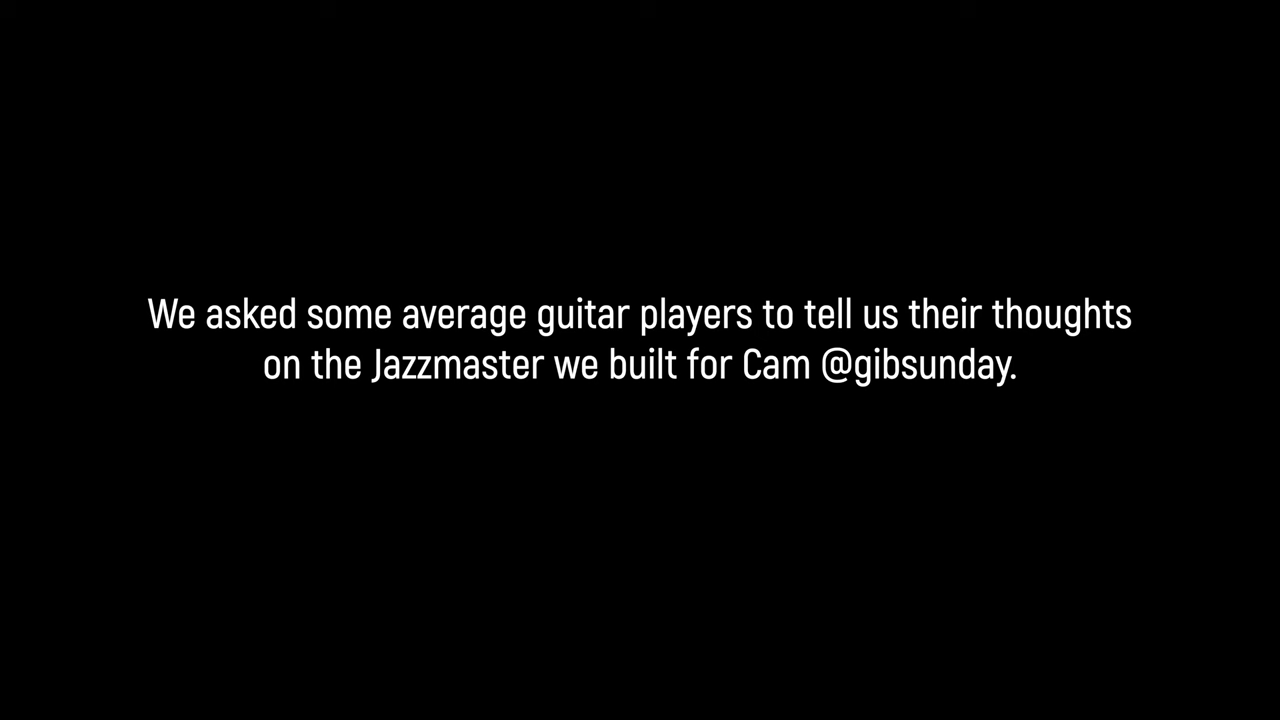 We asked some average guitar players to tell us their thoughts
on the Jazzmaster we built for Cam @gibsunday.